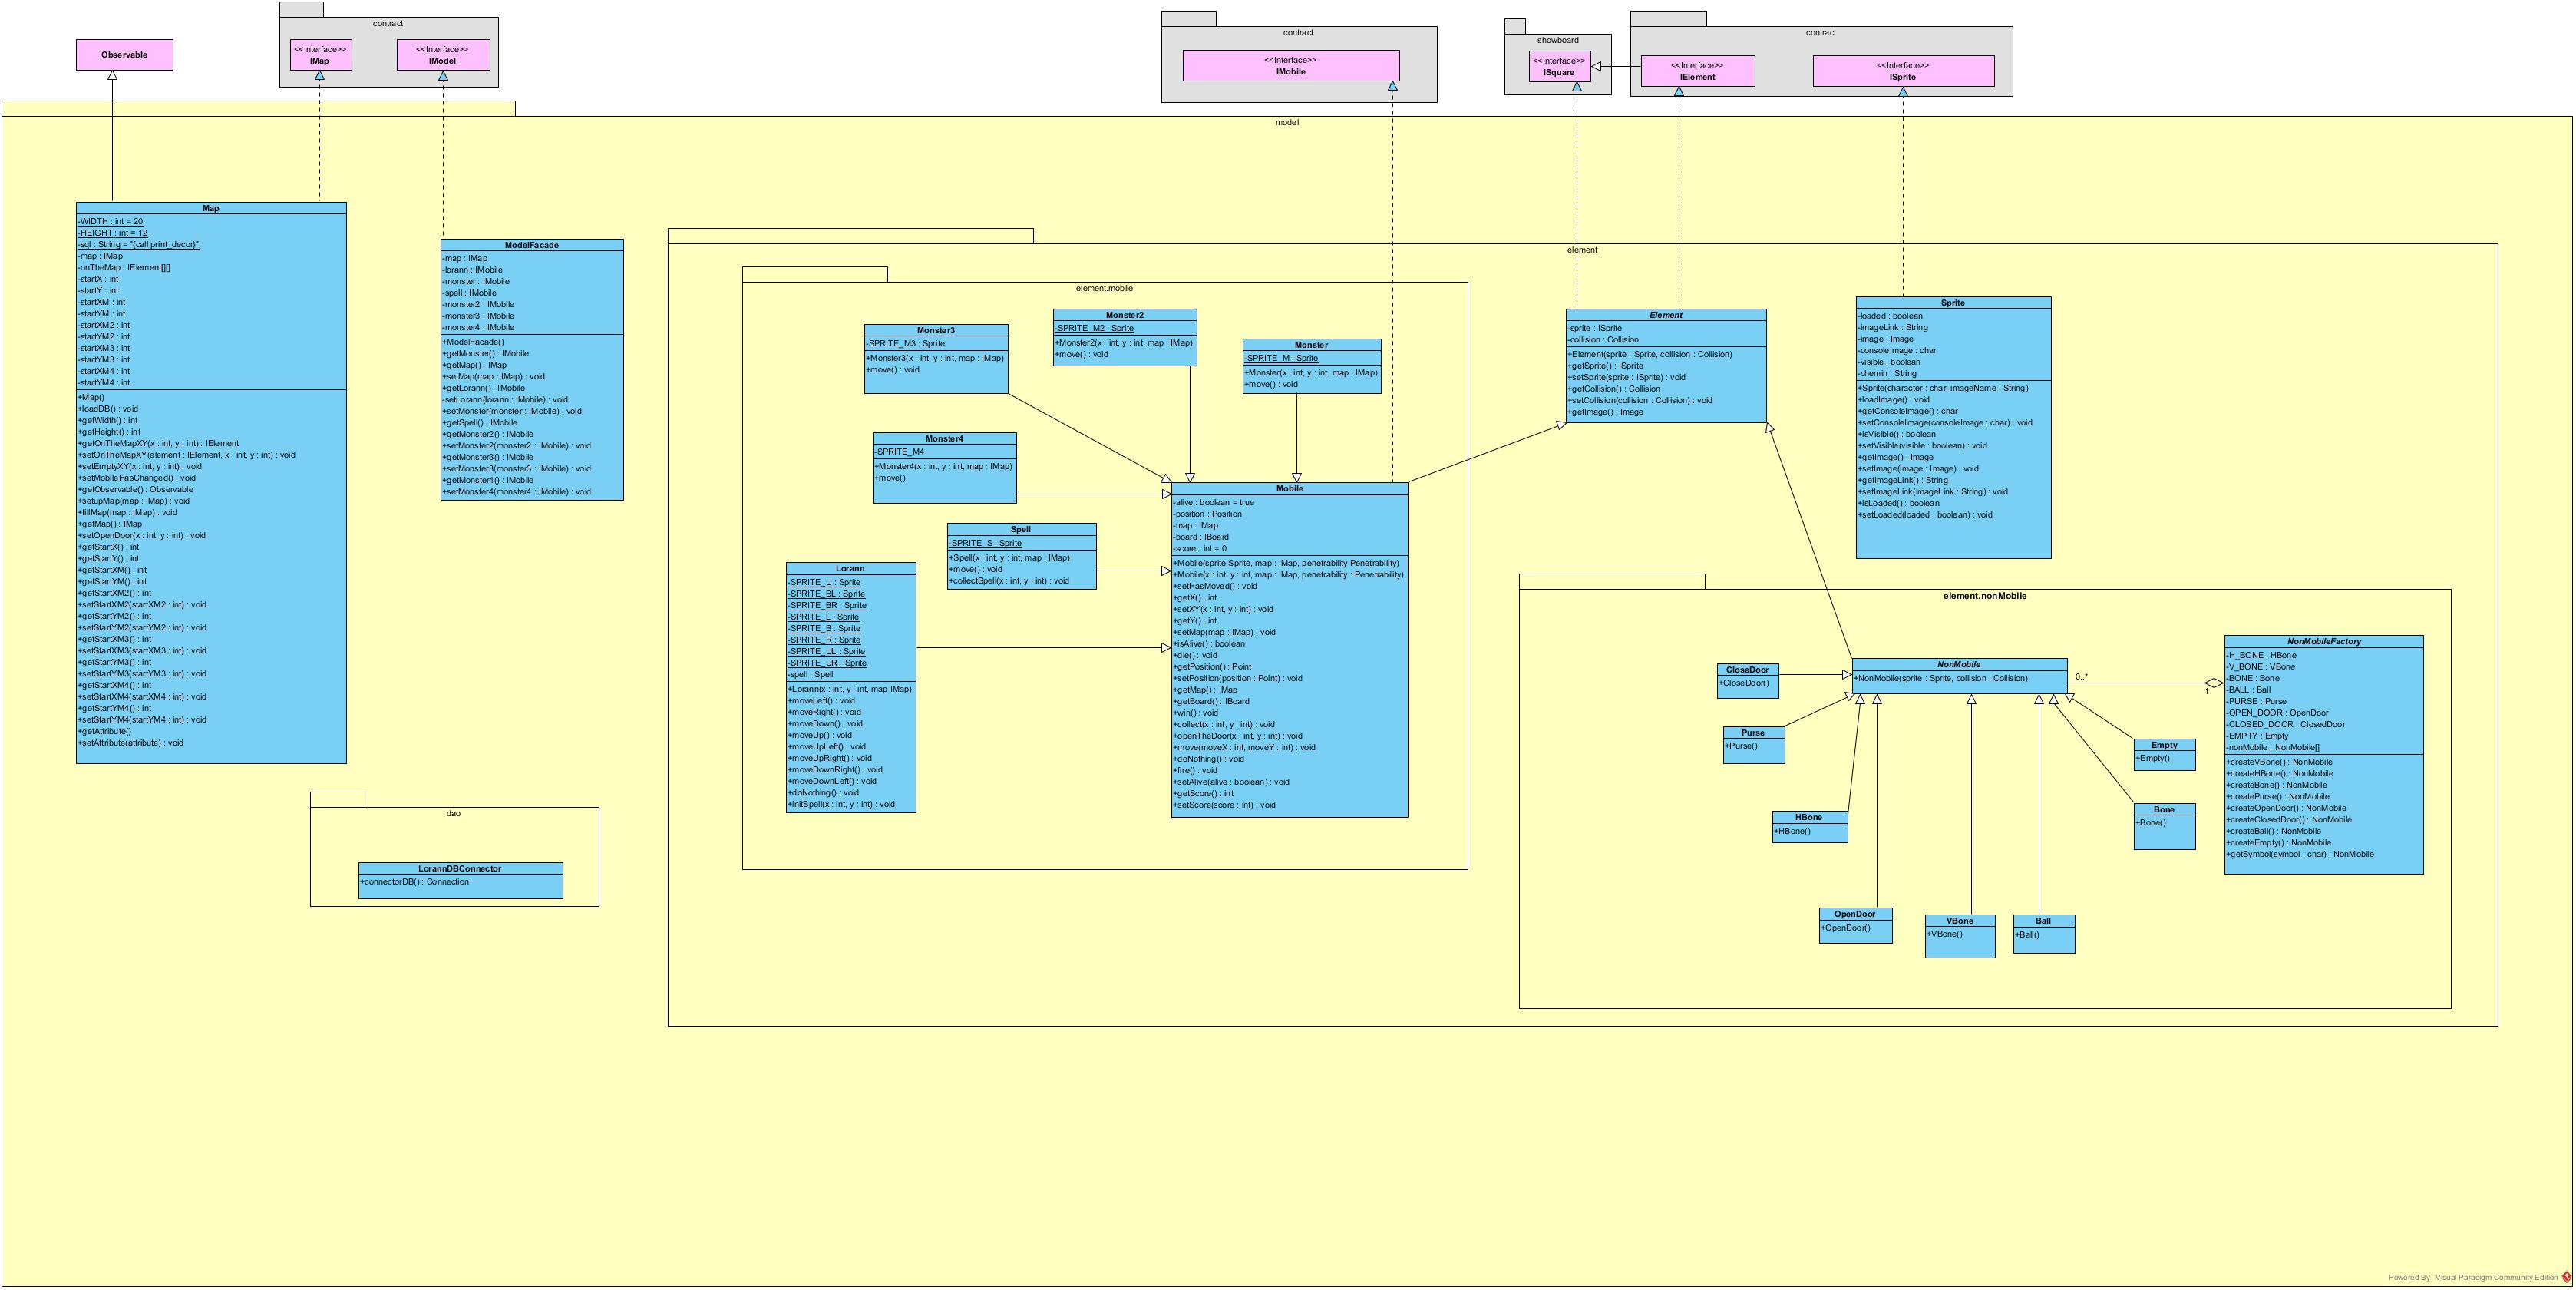 Observable
contract
<<Interface>>
IMap
<<Interface>>
IModel
contract
<<Interface>>
IMobile
showboard
<<Interface>>
ISquare
contract
<<Interface>>
IElement
<<Interface>>
ISprite
model
Map
-WIDTH : int = 20
-HEIGHT : int = 12
-sql : String = "{call print_decor}"
-map : IMap
-onTheMap : IElement[][]
-startX : int
-startY : int
-startXM : int
-startYM : int
-startXM2 : int
-startYM2 : int
-startXM3 : int
-startYM3 : int
-startXM4 : int
-startYM4 : int
+Map()
+loadDB() : void
+getWidth() : int
+getHeight() : int
+getOnTheMapXY(x : int, y : int) : IElement
+setOnTheMapXY(element : IElement, x : int, y : int) : void
+setEmptyXY(x : int, y : int) : void
+setMobileHasChanged() : void
+getObservable() : Observable
+setupMap(map : IMap) : void
+fillMap(map : IMap) : void
+getMap() : IMap
+setOpenDoor(x : int, y : int) : void
+getStartX() : int
+getStartY() : int
+getStartXM() : int
+getStartYM() : int
+getStartXM2() : int
+setStartXM2(startXM2 : int) : void
+getStartYM2() : int
+setStartYM2(startYM2 : int) : void
+getStartXM3() : int
+setStartXM3(startXM3 : int) : void
+getStartYM3() : int
+setStartYM3(startYM3 : int) : void
+getStartXM4() : int
+setStartXM4(startXM4 : int) : void
+getStartYM4() : int
+setStartYM4(startYM4 : int) : void
+getAttribute()
+setAttribute(attribute) : void
ModelFacade
-map : IMap
-lorann : IMobile
-monster : IMobile
-spell : IMobile
-monster2 : IMobile
-monster3 : IMobile
-monster4 : IMobile
+ModelFacade()
+getMonster() : IMobile
+getMap() : IMap
+setMap(map : IMap) : void
+getLorann() : IMobile
-setLorann(lorann : IMobile) : void
+setMonster(monster : IMobile) : void
+getSpell() : IMobile
+getMonster2() : IMobile
+setMonster2(monster2 : IMobile) : void
+getMonster3() : IMobile
+setMonster3(monster3 : IMobile) : void
+getMonster4() : IMobile
+setMonster4(monster4 : IMobile) : void
dao
LorannDBConnector
+connectorDB() : Connection
element
element.mobile
Monster3
-SPRITE_M3 : Sprite
+Monster3(x : int, y : int, map : IMap)
+move() : void
Monster2
-SPRITE_M2 : Sprite
+Monster2(x : int, y : int, map : IMap)
+move() : void
Monster
-SPRITE_M : Sprite
+Monster(x : int, y : int, map : IMap)
+move() : void
Monster4
-SPRITE_M4
+Monster4(x : int, y : int, map : IMap)
+move()
Spell
-SPRITE_S : Sprite
+Spell(x : int, y : int, map : IMap)
+move() : void
+collectSpell(x : int, y : int) : void
Lorann
-SPRITE_U : Sprite
-SPRITE_BL : Sprite
-SPRITE_BR : Sprite
-SPRITE_L : Sprite
-SPRITE_B : Sprite
-SPRITE_R : Sprite
-SPRITE_UL : Sprite
-SPRITE_UR : Sprite
-spell : Spell
+Lorann(x : int, y : int, map IMap)
+moveLeft() : void
+moveRight() : void
+moveDown() : void
+moveUp() : void
+moveUpLeft() : void
+moveUpRight() : void
+moveDownRight() : void
+moveDownLeft() : void
+doNothing() : void
+initSpell(x : int, y : int) : void
Mobile
-alive : boolean = true
-position : Position
-map : IMap
-board : IBoard
-score : int = 0
+Mobile(sprite Sprite, map : IMap, penetrability Penetrability)
+Mobile(x : int, y : int, map : IMap, penetrability : Penetrability)
+setHasMoved() : void
+getX() : int
+setXY(x : int, y : int) : void
+getY() : int
+setMap(map : IMap) : void
+isAlive() : boolean
+die() : void
+getPosition() : Point
+setPosition(position : Point) : void
+getMap() : IMap
+getBoard() : IBoard
+win() : void
+collect(x : int, y : int) : void
+openTheDoor(x : int, y : int) : void
+move(moveX : int, moveY : int) : void
+doNothing() : void
+fire() : void
+setAlive(alive : boolean) : void
+getScore() : int
+setScore(score : int) : void
Element
-sprite : ISprite
-collision : Collision
+Element(sprite : Sprite, collision : Collision)
+getSprite() : ISprite
+setSprite(sprite : ISprite) : void
+getCollision() : Collision
+setCollision(collision : Collision) : void
+getImage() : Image
Sprite
-loaded : boolean
-imageLink : String
-image : Image
-consoleImage : char
-visible : boolean
-chemin : String
+Sprite(character : char, imageName : String)
+loadImage() : void
+getConsoleImage() : char
+setConsoleImage(consoleImage : char) : void
+isVisible() : boolean
+setVisible(visible : boolean) : void
+getImage() : Image
+setImage(image : Image) : void
+getImageLink() : String
+setImageLink(imageLink : String) : void
+isLoaded() : boolean
+setLoaded(loaded : boolean) : void
element.nonMobile
CloseDoor
+CloseDoor()
NonMobile
+NonMobile(sprite : Sprite, collision : Collision)
0..*
1
NonMobileFactory
-H_BONE : HBone
-V_BONE : VBone
-BONE : Bone
-BALL : Ball
-PURSE : Purse
-OPEN_DOOR : OpenDoor
-CLOSED_DOOR : ClosedDoor
-EMPTY : Empty
-nonMobile : NonMobile[]
+createVBone() : NonMobile
+createHBone() : NonMobile
+createBone() : NonMobile
+createPurse() : NonMobile
+createOpenDoor() : NonMobile
+createClosedDoor() : NonMobile
+createBall() : NonMobile
+createEmpty() : NonMobile
+getSymbol(symbol : char) : NonMobile
Purse
+Purse()
Empty
+Empty()
HBone
+HBone()
Bone
+Bone()
OpenDoor
+OpenDoor()
VBone
+VBone()
Ball
+Ball()
Powered By Visual Paradigm Community Edition